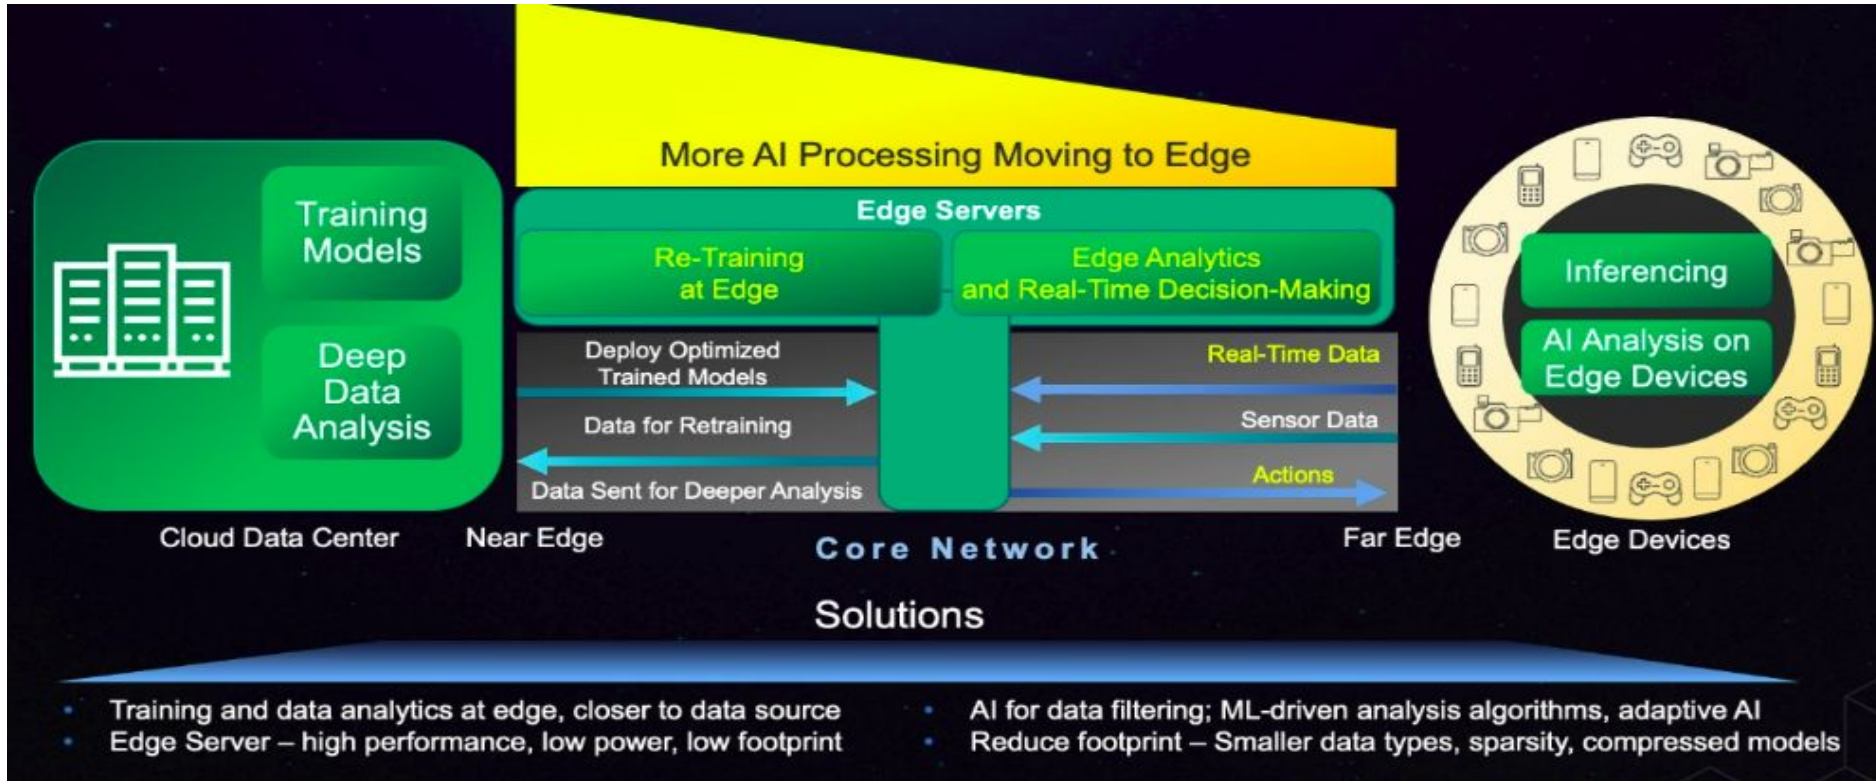 More AI Processing Moving to Edge
Training
Models
Deep
Data
Analysis
Cloud Data Center
Edge Servers
Re-Training
at Edge
Edge Analytics
and Real-Time Decision-Making
Deploy Optimized
Trained Models
Data for Retraining
Data Sent for Deeper Analysis
Real-Time Data
Sensor Data
Actions
Near Edge
Core Network
Far Edge
Inferencing
AI Analysis on
Edge Devices
Edge Devices
Solutions
• Training and data analytics at edge, closer to data source
• Edge Server – high performance, low power, low footprint
• AI for data filtering; ML-driven analysis algorithms, adaptive AI
• Reduce footprint – Smaller data types, sparsity, compressed models